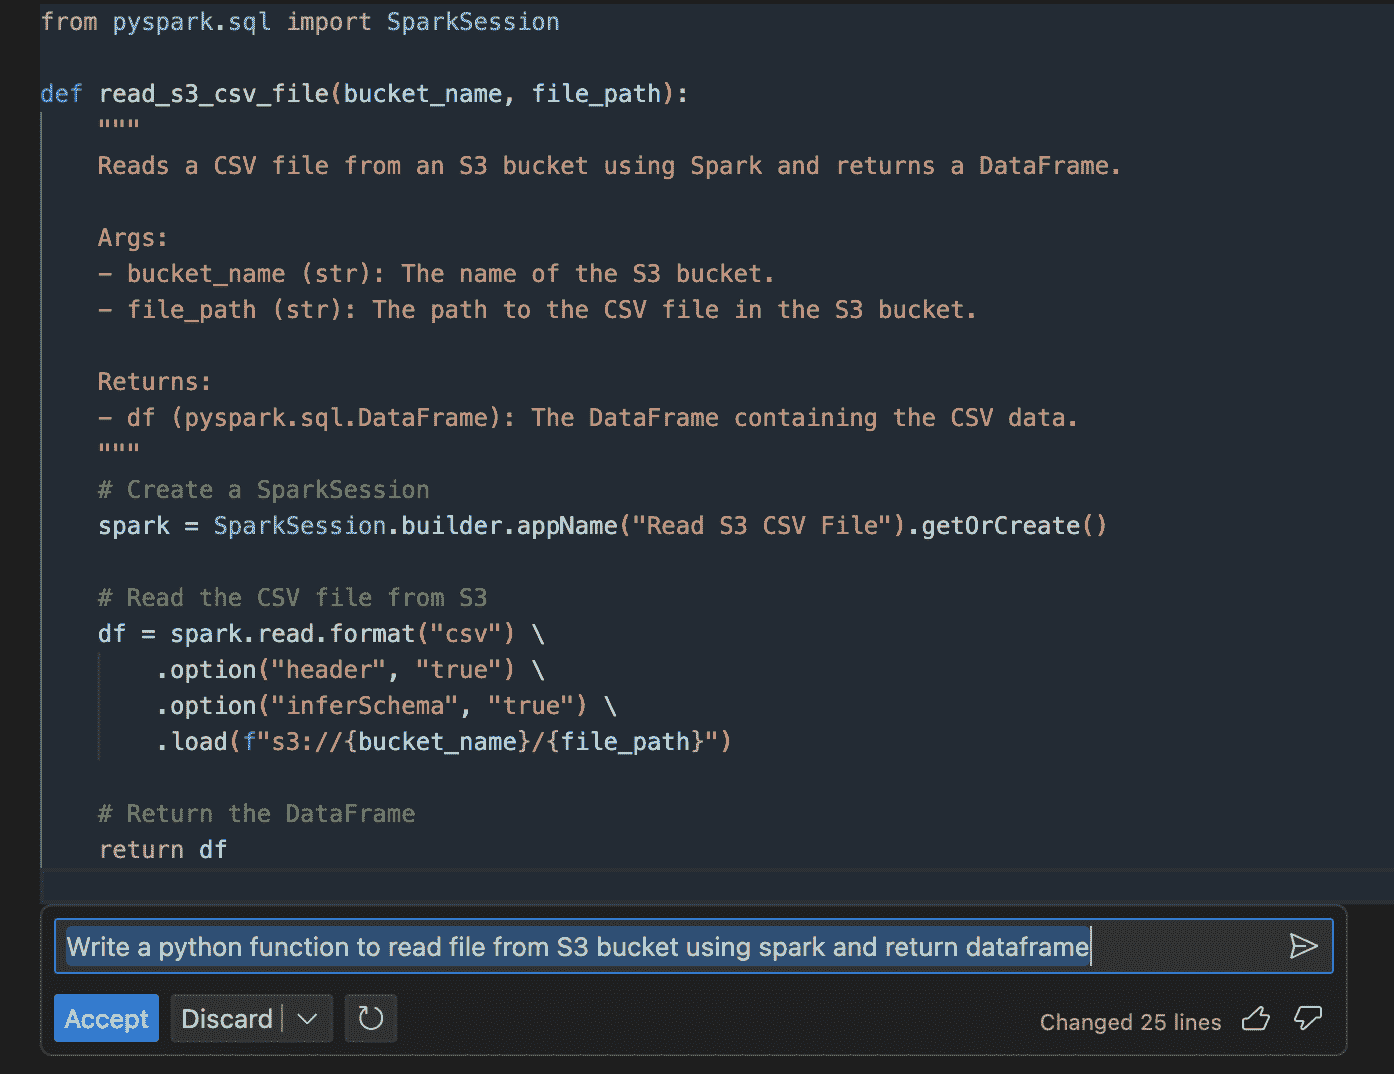 from pyspark.sql import SparkSession
def read_s3_csv_file(bucket_name, file_path):
"""
Reads a CSV file from an S3 bucket using Spark and returns a DataFrame.
Args:
- bucket_name (str): The name of the S3 bucket.
- file_path (str): The path to the CSV file in the S3 bucket.
Returns:
- df (pyspark.sql.DataFrame): The DataFrame containing the CSV data.
"""
# Create a SparkSession
spark = SparkSession.builder.appName("Read S3 CSV File").getOrCreate()
# Read the CSV file from S3
df = spark.read.format("csv") \
.option("header", "true") \
.option("inferSchema", "true") \
.load(f"s3://{bucket_name}/{file_path}")
# Return the DataFrame
return df
Write a python function to read file from S3 bucket using spark and return dataframe
Accept Discard
Changed 25 lines